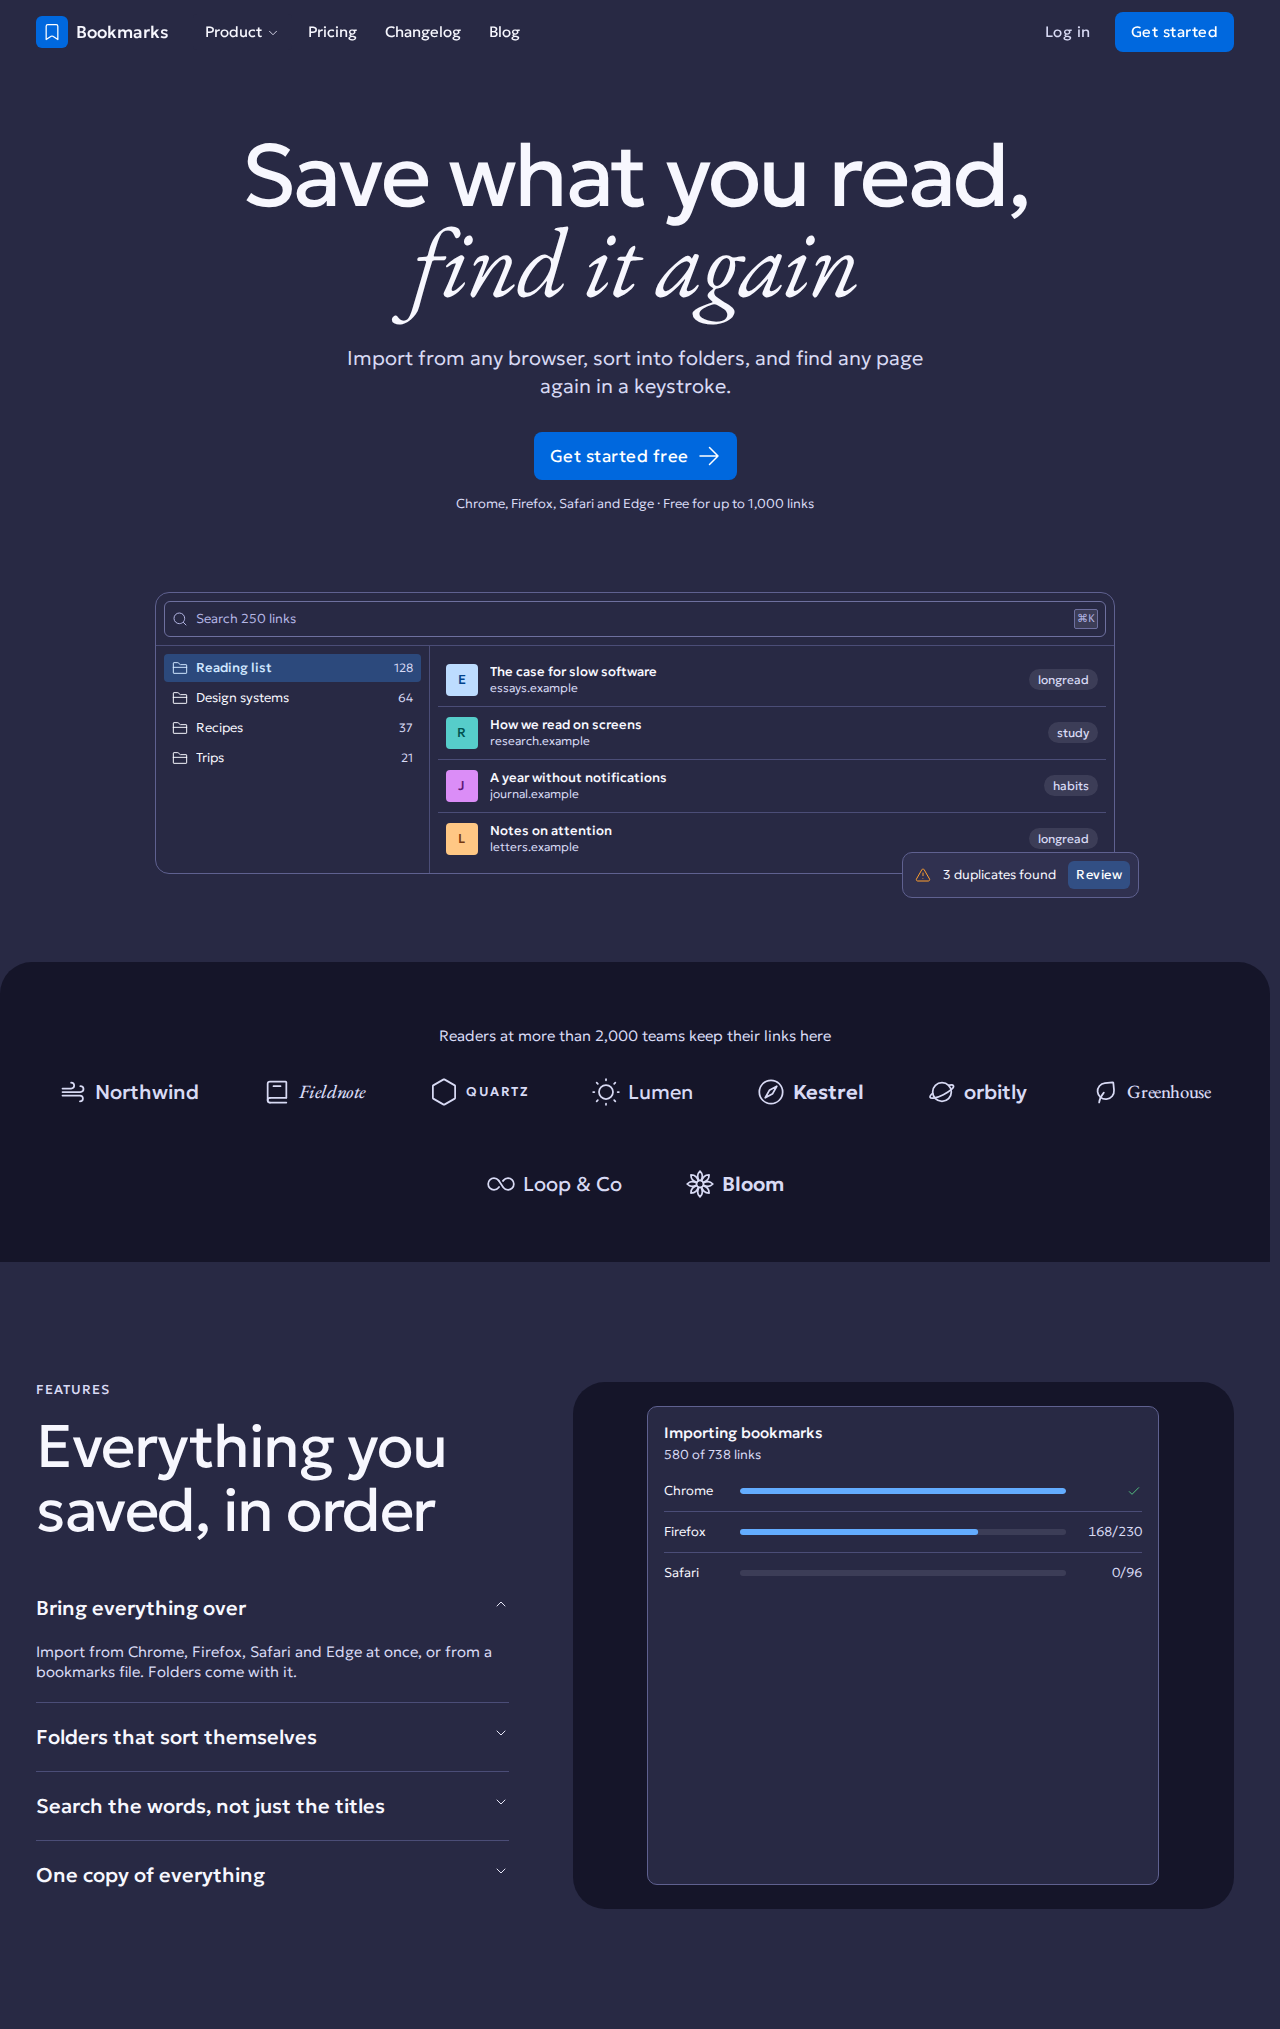 Bookmarks
Product
Pricing
Changelog
Blog
Log in
Get started
Save what you read,
find it again
Import from any browser, sort into folders, and find any page
again in a keystroke.
Get started free
Chrome, Firefox, Safari and Edge · Free for up to 1,000 links
Search 250 links
⌘K
Reading list 128
Design systems 64
Recipes 37
Trips 21
E
The case for slow software
essays.example
longread
R
How we read on screens
research.example
study
J
A year without notifications
journal.example
habits
L
Notes on attention
letters.example
longread
3 duplicates found
Review
Readers at more than 2,000 teams keep their links here
Northwind
Fieldnote
QUARTZ
Lumen
Kestrel
orbitly
Greenhouse
Loop & Co
Bloom
FEATURES
Everything you
saved, in order
Bring everything over
Import from Chrome, Firefox, Safari and Edge at once, or from a
bookmarks file. Folders come with it.
Folders that sort themselves
Search the words, not just the titles
One copy of everything
Importing bookmarks
580 of 738 links
Chrome
Firefox 168/230
Safari 0/96